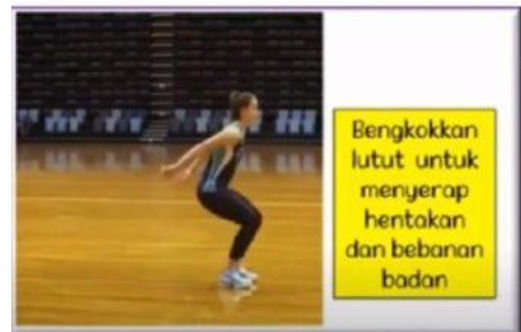 Bengkokkan
lutut untuk
menyerap
hentakan
dan bebanan
badan